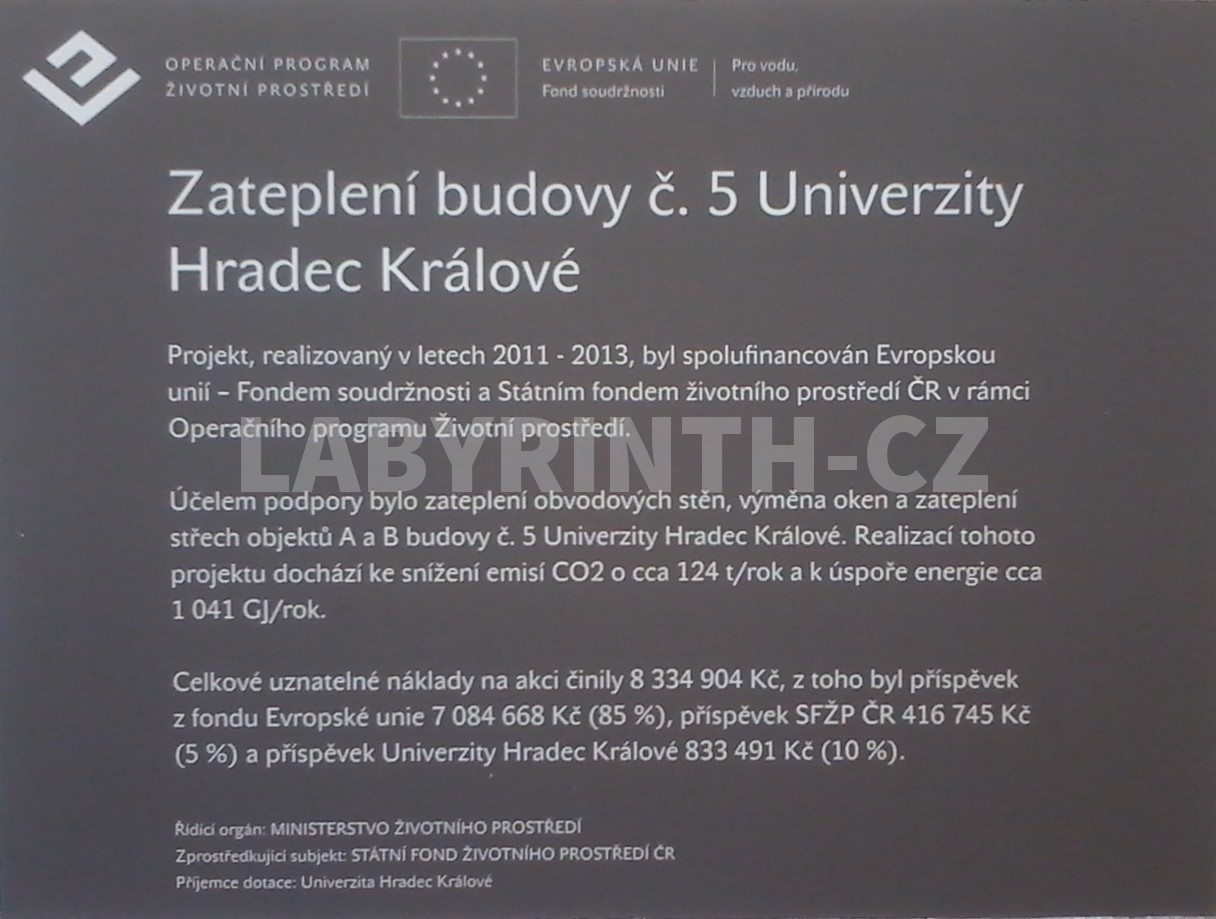 OPERAČNÍ PROGRAM
ŽIVOTNÍ PROSTŘEDÍ
EVROPSKÁ UNIE
Fond soudržnosti
Pro vodu,
vzduch a přírodu
Zateplení budovy č. 5 Univerzity
Hradec Králové
Projekt, realizovaný v letech 2011 - 2013, byl spolufinancován Evropskou
unií – Fondem soudržnosti a Státním fondem životního prostředí ČR v rámci
Operačního programu Životní prostředí.
LABYRINTH-CZ
Účelem podpory bylo zateplení obvodových stěn, výměna oken a zateplení
střech objektů A a B budovy č. 5 Univerzity Hradec Králové. Realizací tohoto
projektu dochází ke snížení emisí CO2 o cca 124 t/rok a k úspoře energie cca
1 041 GJ/rok.
Celkové uznatelné náklady na akci činily 8 334 904 Kč, z toho byl příspěvek
z fondu Evropské unie 7 084 668 Kč (85 %), příspěvek SFŽP ČR 416 745 Kč
(5 %) a příspěvek Univerzity Hradec Králové 833 491 Kč (10 %).
Řídicí orgán: MINISTERSTVO ŽIVOTNÍHO PROSTŘEDÍ
Zprostředkující subjekt: STÁTNÍ FOND ŽIVOTNÍHO PROSTŘEDÍ ČR
Příjemce dotace: Univerzita Hradec Králové